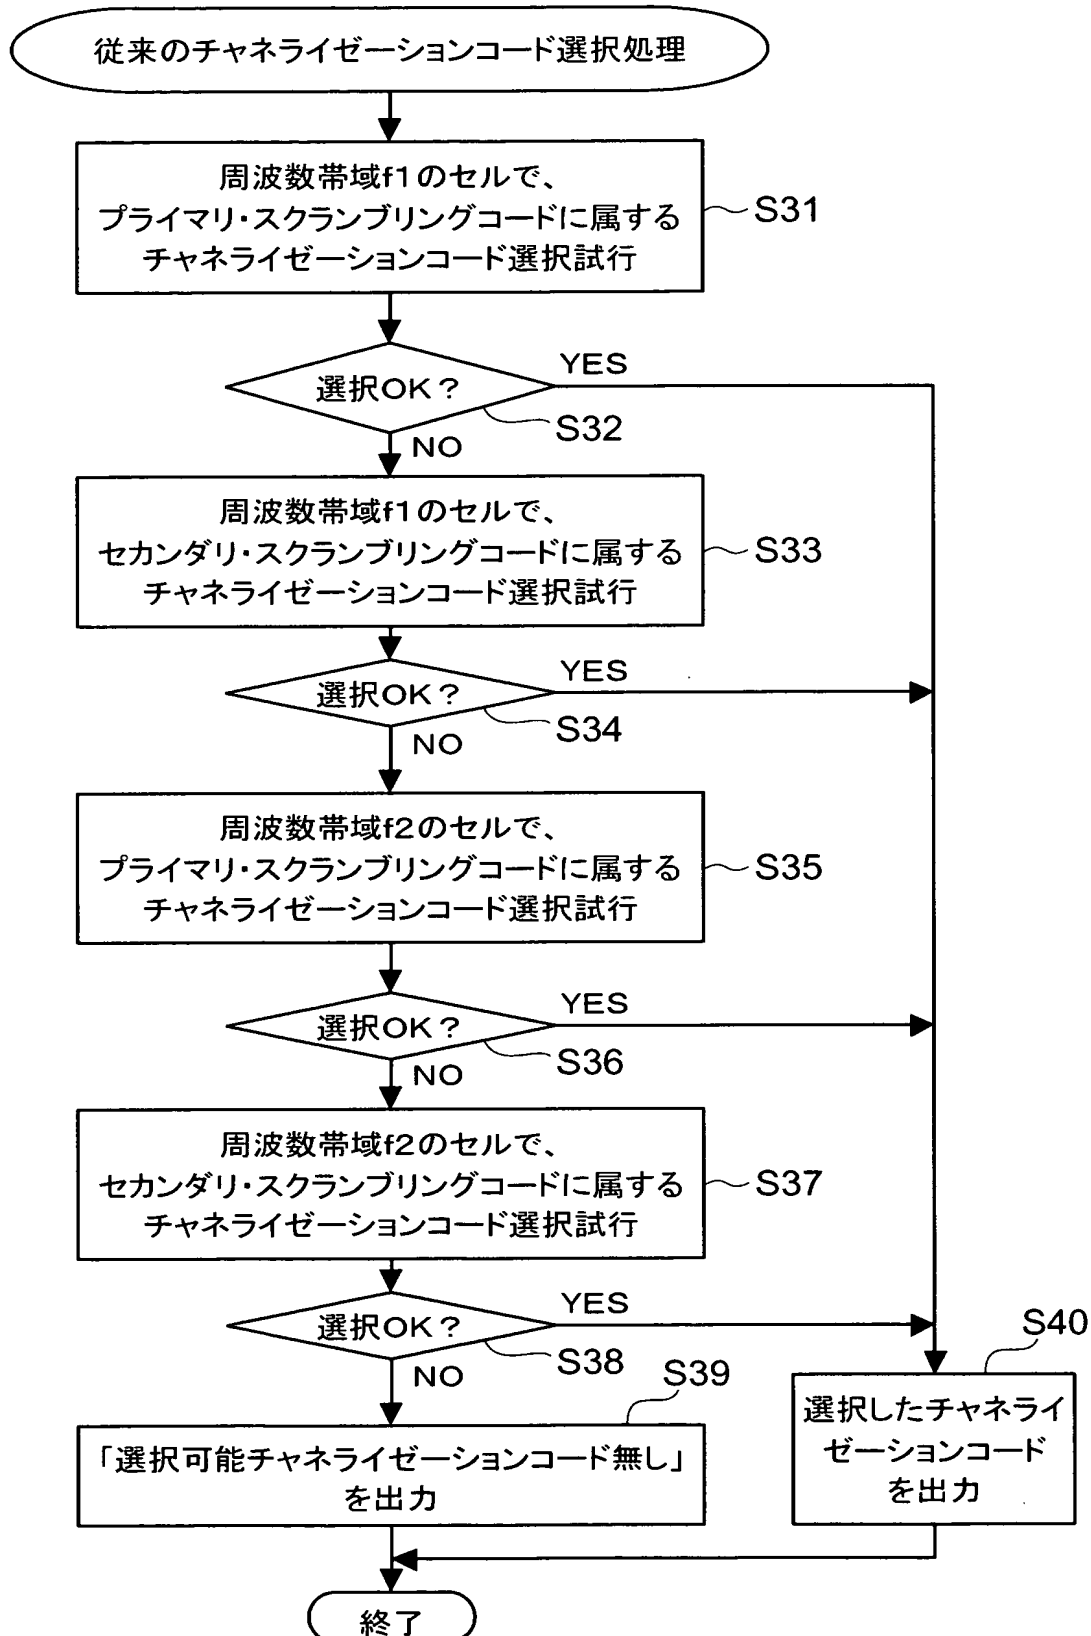 従来のチャネライゼーションコード選択処理
周波数帯域f1のセルで、
プライマリ・スクランブリングコードに属する
チャネライゼーションコード選択試行
S31
選択OK？
YES
S32
NO
周波数帯域f1のセルで、
セカンダリ・スクランブリングコードに属する
チャネライゼーションコード選択試行
S33
選択OK？
YES
S34
NO
周波数帯域f2のセルで、
プライマリ・スクランブリングコードに属する
チャネライゼーションコード選択試行
S35
選択OK？
YES
S36
NO
周波数帯域f2のセルで、
セカンダリ・スクランブリングコードに属する
チャネライゼーションコード選択試行
S37
選択OK？
YES
S38
NO
S39
「選択可能チャネライゼーションコード無し」
を出力
S40
選択したチャネライ
ゼーションコード
を出力
終了